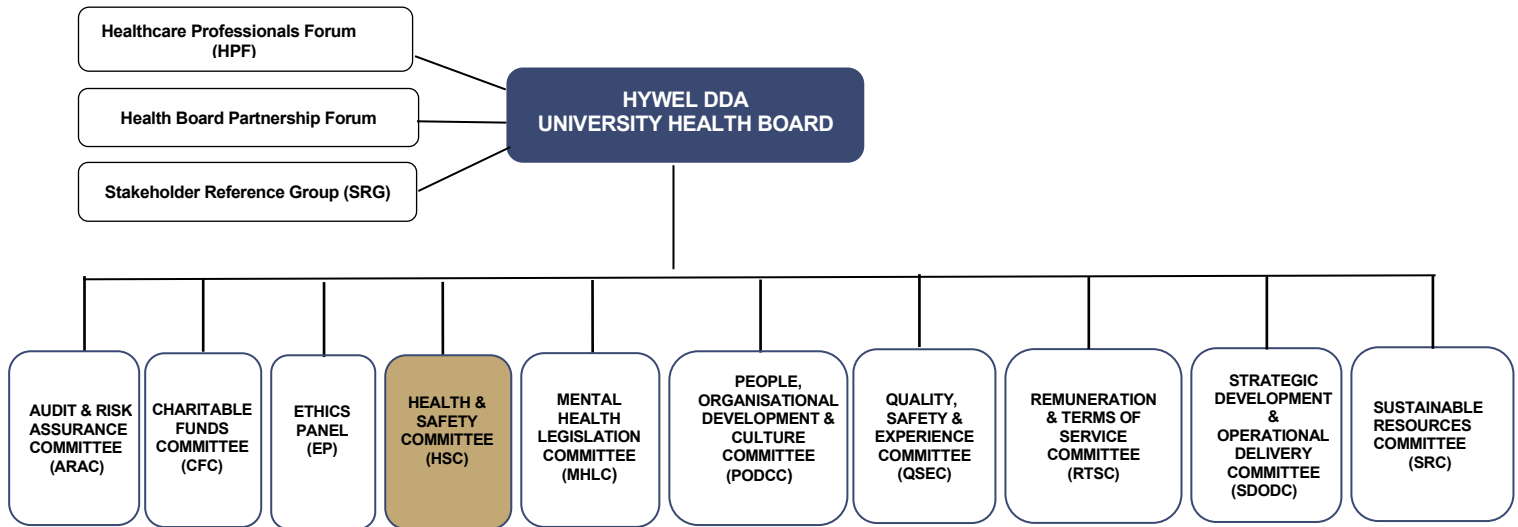 Healthcare Professionals Forum
(HPF)
HYWEL DDA
UNIVERSITY HEALTH BOARD
Health Board Partnership Forum
Stakeholder Reference Group (SRG)
AUDIT & RISK
ASSURANCE
COMMITTEE
(ARAC)
CHARITABLE
FUNDS
COMMITTEE
(CFC)
ETHICS
PANEL
(EP)
HEALTH &
SAFETY
COMMITTEE
(HSC)
MENTAL
HEALTH
LEGISLATION
COMMITTEE
(MHLC)
PEOPLE,
ORGANISATIONAL
DEVELOPMENT &
CULTURE
COMMITTEE
(PODCC)
QUALITY,
SAFETY &
EXPERIENCE
COMMITTEE
(QSEC)
REMUNERATION
& TERMS OF
SERVICE
COMMITTEE
(RTSC)
STRATEGIC
DEVELOPMENT
&
OPERATIONAL
DELIVERY
COMMITTEE
(SDODC)
SUSTAINABLE
RESOURCES
COMMITTEE
(SRC)